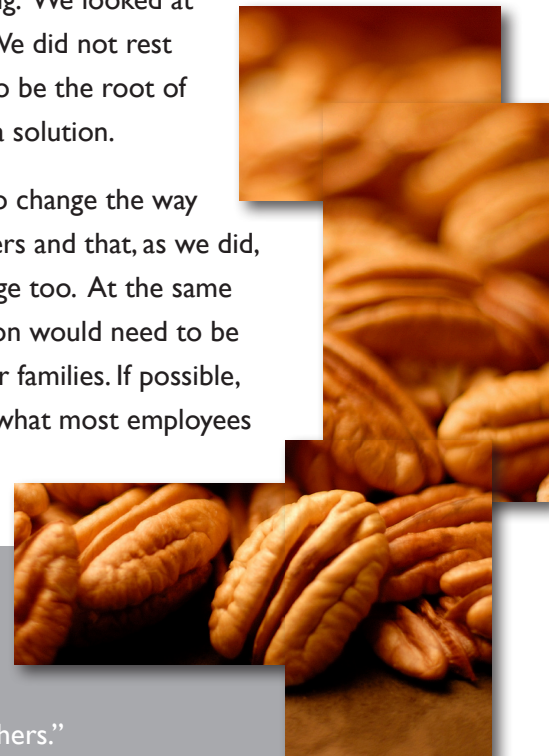 ng. We looked at
We did not rest
o be the root of
a solution.
o change the way
ers and that, as we did,
ge too. At the same
on would need to be
r families. If possible,
what most employees
hers.”